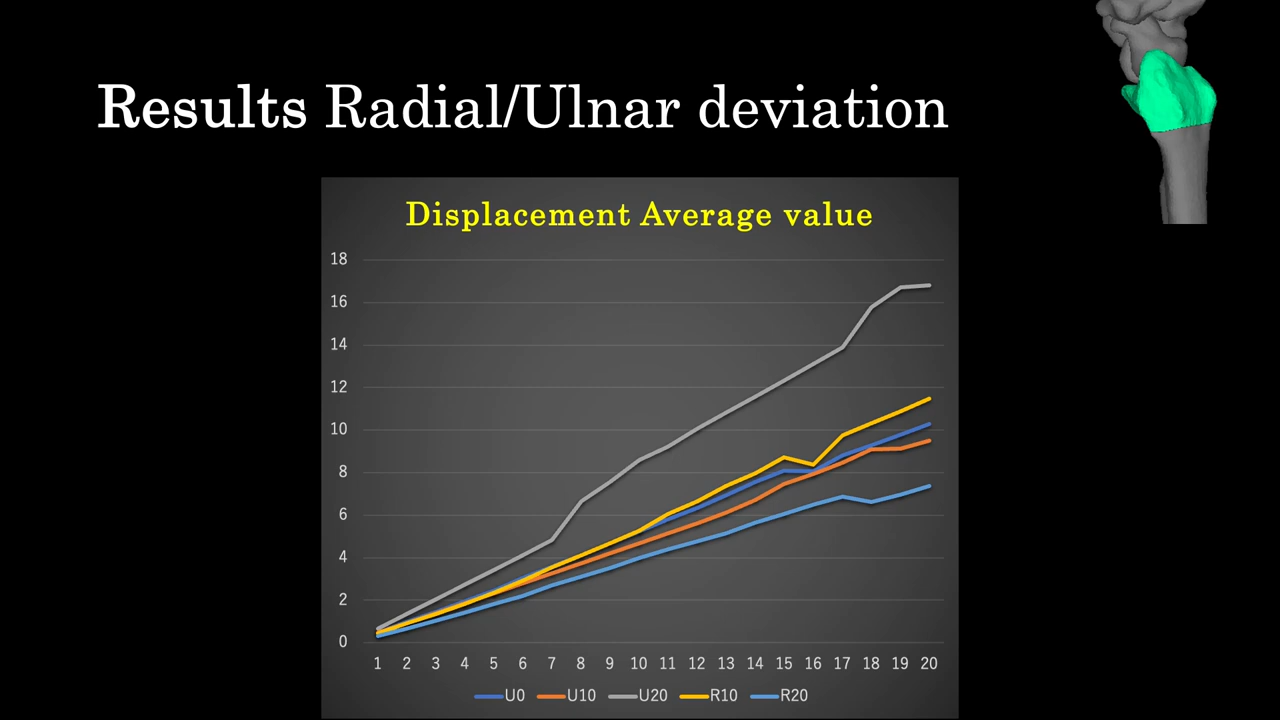 Results Radial/Ulnar deviation
Displacement Average value
18
16
14
12
10
8
6
4
2
0
1 2 3 4 5 6 7 8 9 10 11 12 13 14 15 16 17 18 19 20
U0 U10 U20 R10 R20